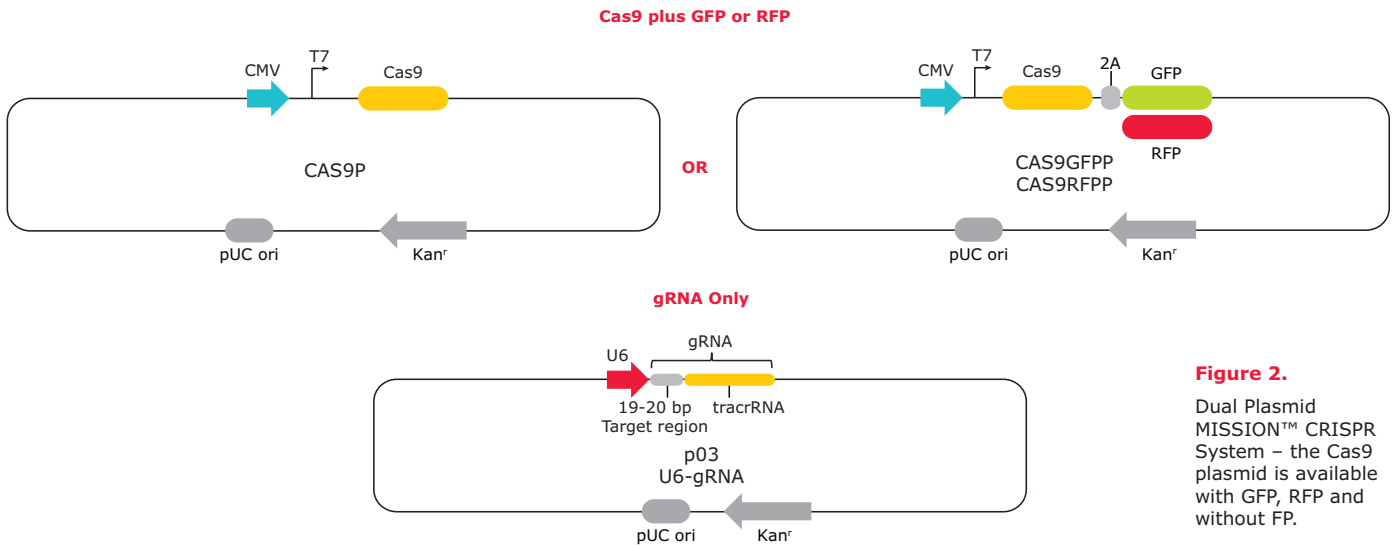 Cas9 plus GFP or RFP
CMV
T7
Cas9
CAS9P
pUC ori
Kanʳ
OR
CMV
T7
Cas9
2A
GFP
RFP
CAS9GFPP
CAS9RFPP
pUC ori
Kanʳ
gRNA Only
U6
gRNA
19-20 bp
Target region
tracrRNA
p03
U6-gRNA
pUC ori
Kanʳ
Figure 2.
Dual Plasmid
MISSION™ CRISPR
System – the Cas9
plasmid is available
with GFP, RFP and
without FP.